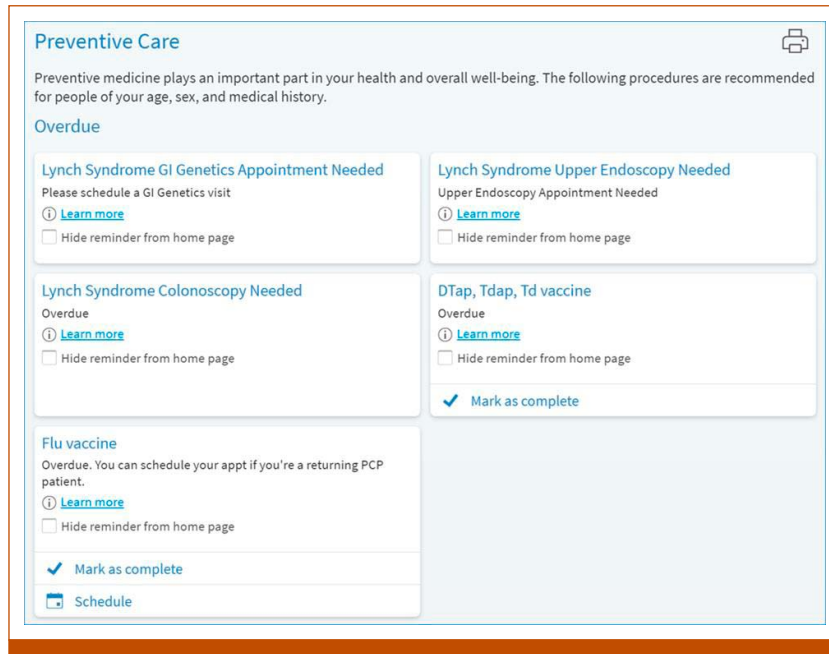 Preventive Care
Preventive medicine plays an important part in your health and overall well-being. The following procedures are recommended
for people of your age, sex, and medical history.
Overdue
Lynch Syndrome GI Genetics Appointment Needed
Please schedule a GI Genetics visit
Learn more
Hide reminder from home page
Lynch Syndrome Upper Endoscopy Needed
Upper Endoscopy Appointment Needed
Learn more
Hide reminder from home page
Lynch Syndrome Colonoscopy Needed
Overdue
Learn more
Hide reminder from home page
DTap, Tdap, Td vaccine
Overdue
Learn more
Hide reminder from home page
Mark as complete
Flu vaccine
Overdue. You can schedule your appt if you're a returning PCP
patient.
Learn more
Hide reminder from home page
Mark as complete
Schedule